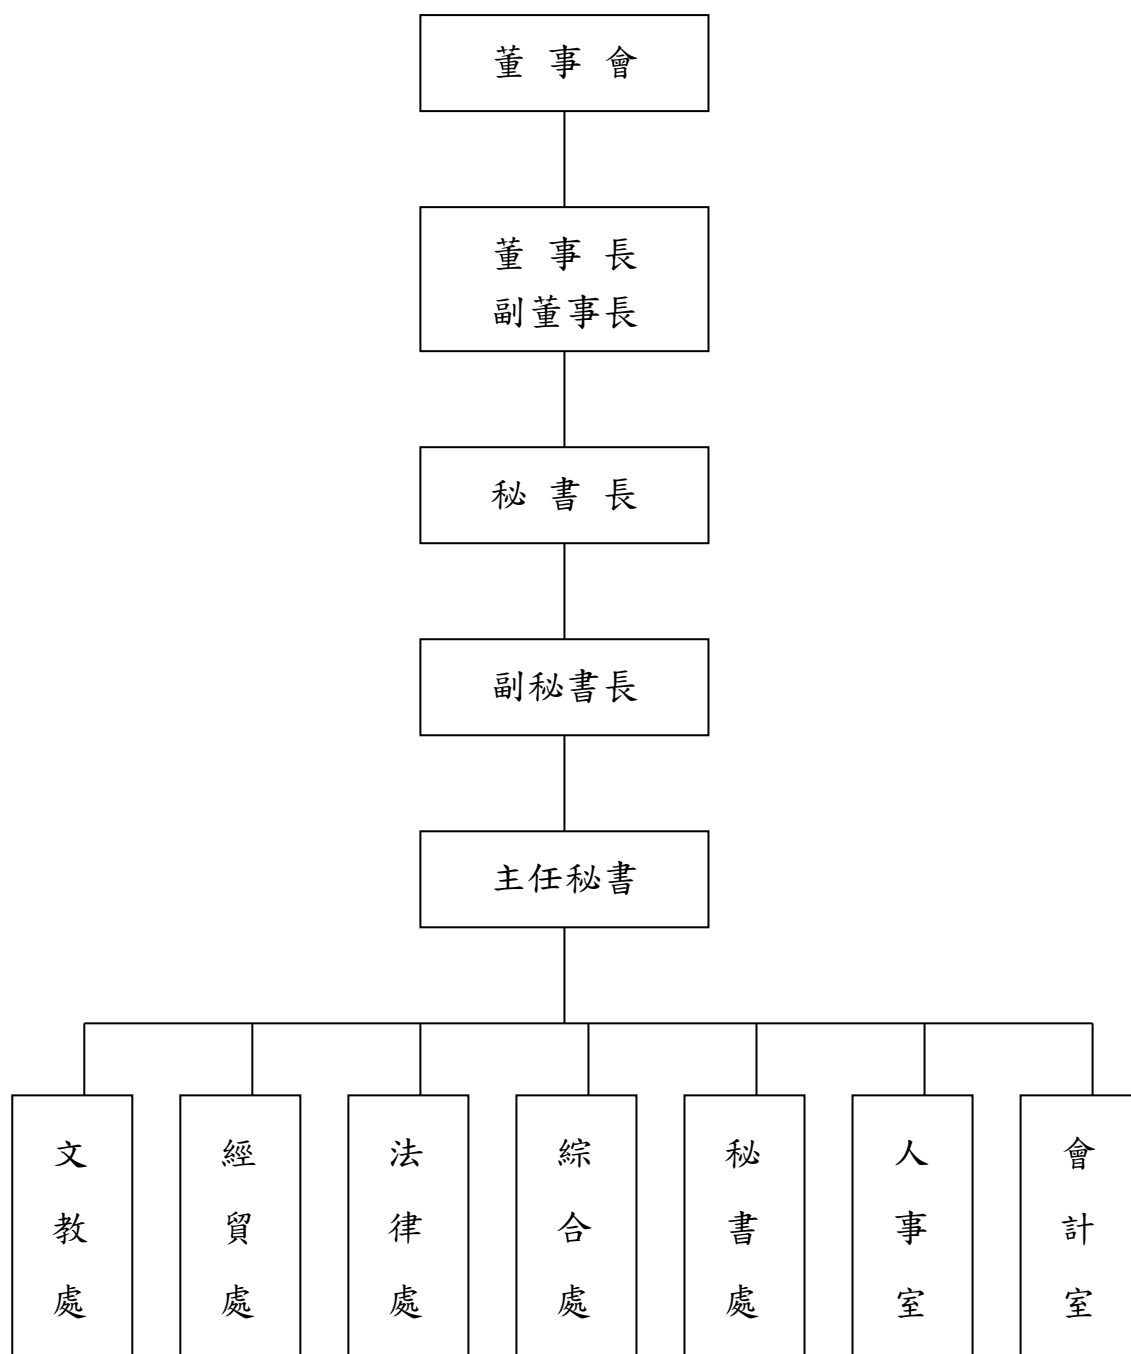 董事會
董事長
副董事長
秘書長
副秘書長
主任秘書
文教處
經貿處
法律處
綜合處
秘書處
人事室
會計室